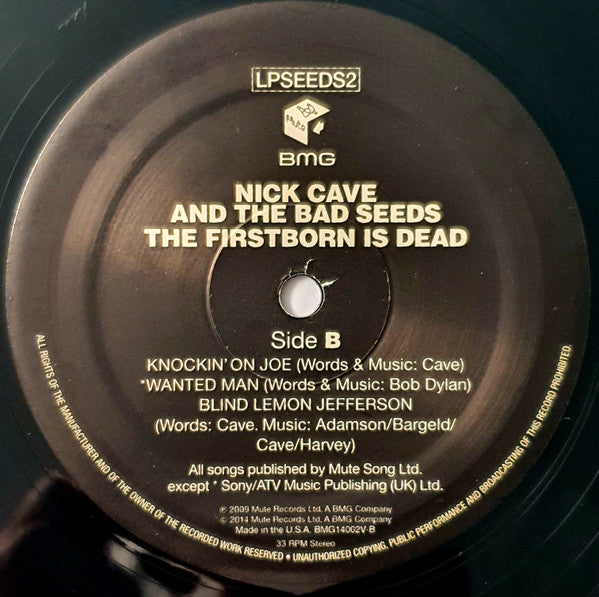 LPSEEDS2
Mute
BMG
NICK CAVE
AND THE BAD SEEDS
THE FIRSTBORN IS DEAD
Side B
KNOCKIN' ON JOE (Words & Music: Cave)
*WANTED MAN (Words & Music: Bob Dylan)
BLIND LEMON JEFFERSON
(Words: Cave. Music: Adamson/Bargeld/
Cave/Harvey)
All songs published by Mute Song Ltd.
except * Sony/ATV Music Publishing (UK) Ltd.
℗ 2009 Mute Records Ltd. A BMG Company
© 2014 Mute Records Ltd. A BMG Company
Made in the U.S.A. BMG14002V-B
33 RPM Stereo
ALL RIGHTS OF THE MANUFACTURER AND OF THE OWNER OF THE RECORDED WORK RESERVED • UNAUTHORIZED COPYING, PUBLIC PERFORMANCE AND BROADCASTING OF THIS RECORD PROHIBITED.